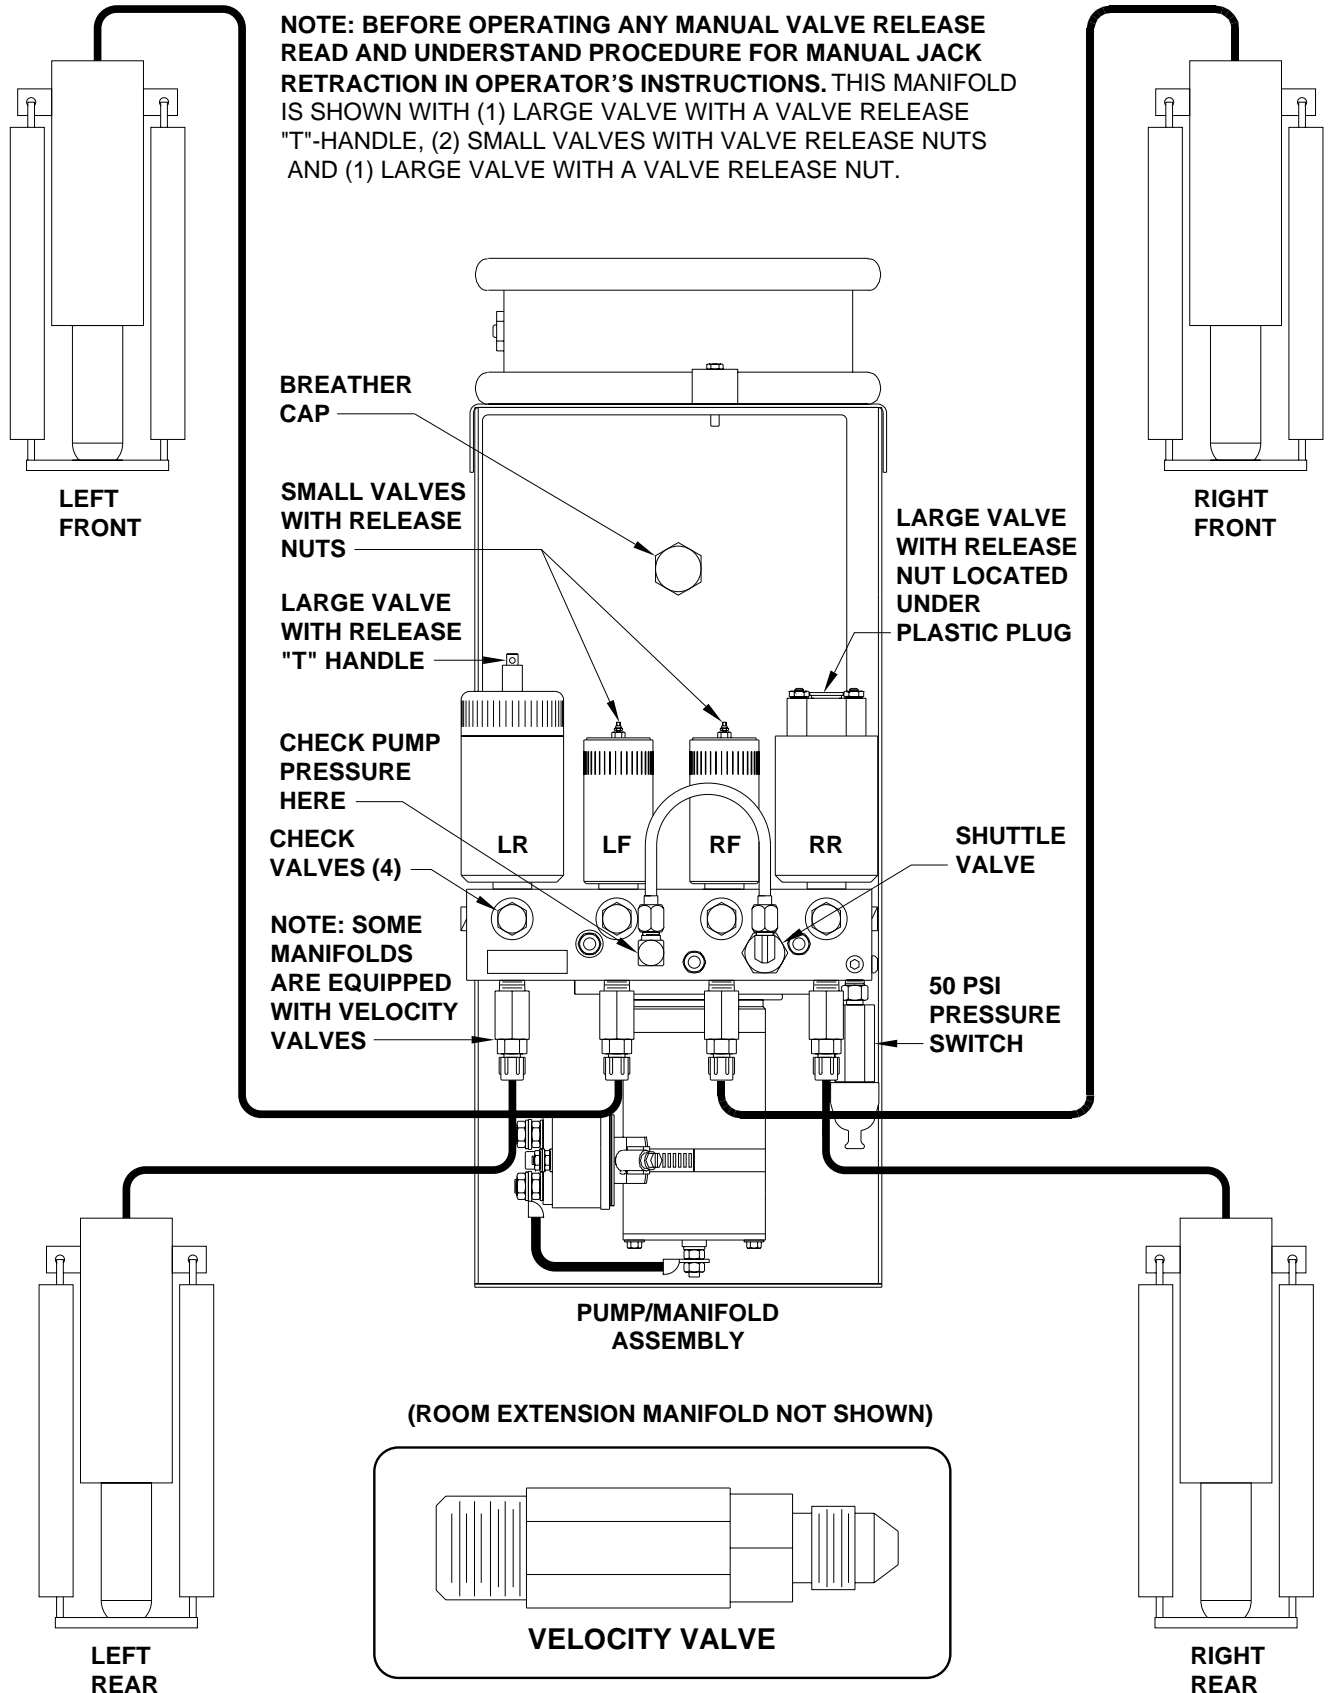 NOTE: BEFORE OPERATING ANY MANUAL VALVE RELEASE
READ AND UNDERSTAND PROCEDURE FOR MANUAL JACK
RETRACTION IN OPERATOR'S INSTRUCTIONS. THIS MANIFOLD
IS SHOWN WITH (1) LARGE VALVE WITH A VALVE RELEASE
"T"-HANDLE, (2) SMALL VALVES WITH VALVE RELEASE NUTS
AND (1) LARGE VALVE WITH A VALVE RELEASE NUT.
LEFT
FRONT
RIGHT
FRONT
BREATHER
CAP
SMALL VALVES
WITH RELEASE
NUTS
LARGE VALVE
WITH RELEASE
NUT LOCATED
UNDER
PLASTIC PLUG
LARGE VALVE
WITH RELEASE
"T" HANDLE
CHECK PUMP
PRESSURE
HERE
LR
LF
RF
RR
CHECK
VALVES (4)
SHUTTLE
VALVE
NOTE: SOME
MANIFOLDS
ARE EQUIPPED
WITH VELOCITY
VALVES
50 PSI
PRESSURE
SWITCH
PUMP/MANIFOLD
ASSEMBLY
(ROOM EXTENSION MANIFOLD NOT SHOWN)
VELOCITY VALVE
LEFT
REAR
RIGHT
REAR